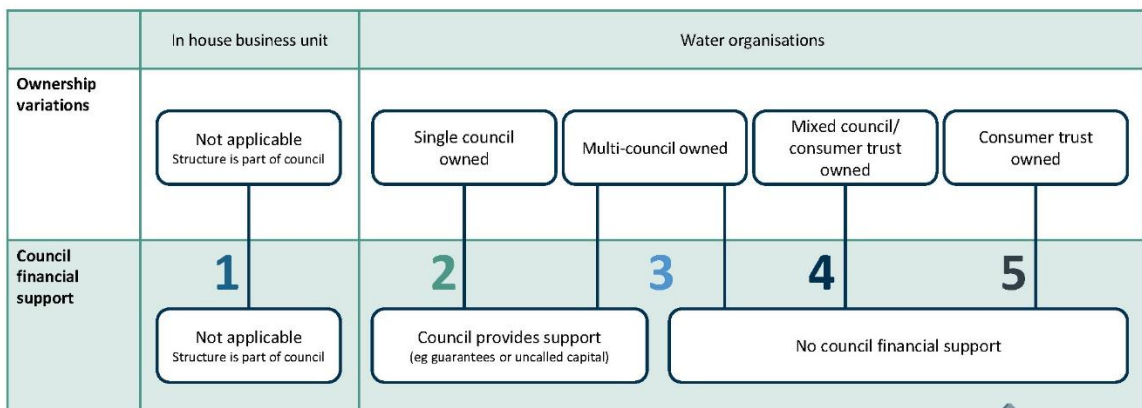 In house business unit
Water organisations
Ownership
variations
Not applicable
Structure is part of council
Single council
owned
Multi-council owned
Mixed council/
consumer trust
owned
Consumer trust
owned
Council
financial
support
1
2
3
4
5
Not applicable
Structure is part of council
Council provides support
(eg guarantees or uncalled capital)
No council financial support